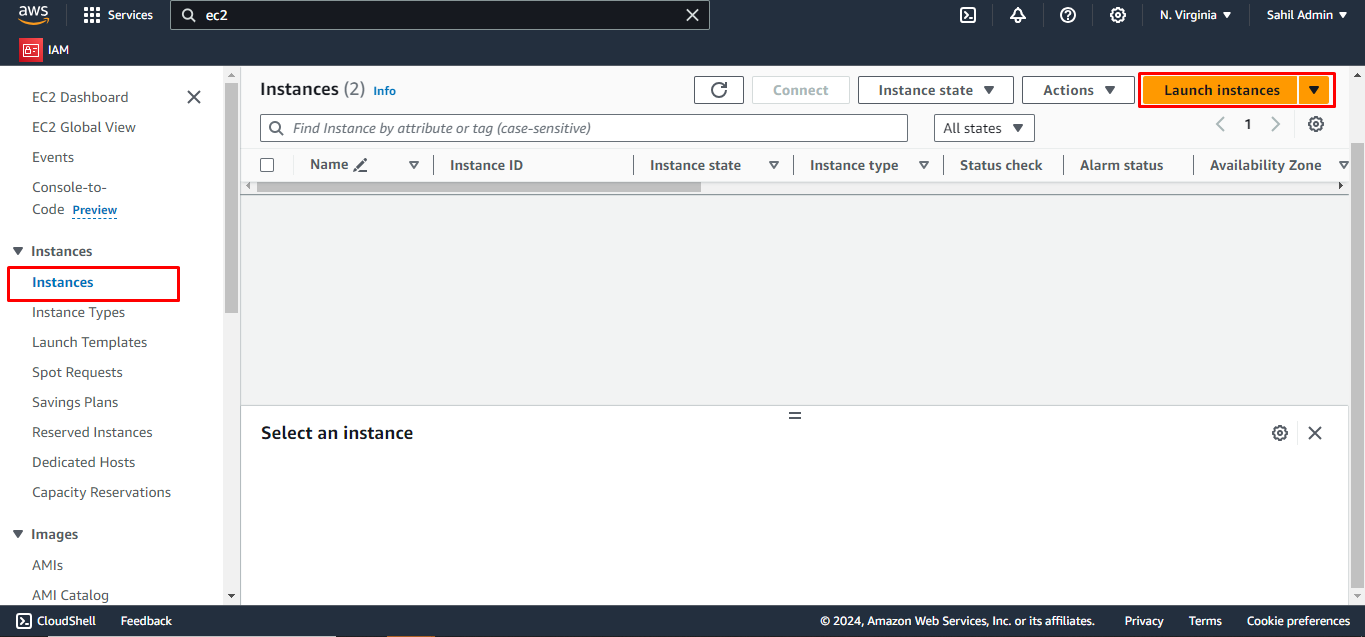 aws
Services
ec2
N. Virginia
Sahil Admin
IAM
EC2 Dashboard
EC2 Global View
Events
Console-to-
Code Preview
Instances
Instances
Instance Types
Launch Templates
Spot Requests
Savings Plans
Reserved Instances
Dedicated Hosts
Capacity Reservations
Images
AMIs
AMI Catalog
Instances (2) Info
Connect
Instance state
Actions
Launch instances
Find Instance by attribute or tag (case-sensitive)
All states
1
Name
Instance ID
Instance state
Instance type
Status check
Alarm status
Availability Zone
Select an instance
CloudShell
Feedback
© 2024, Amazon Web Services, Inc. or its affiliates.
Privacy
Terms
Cookie preferences